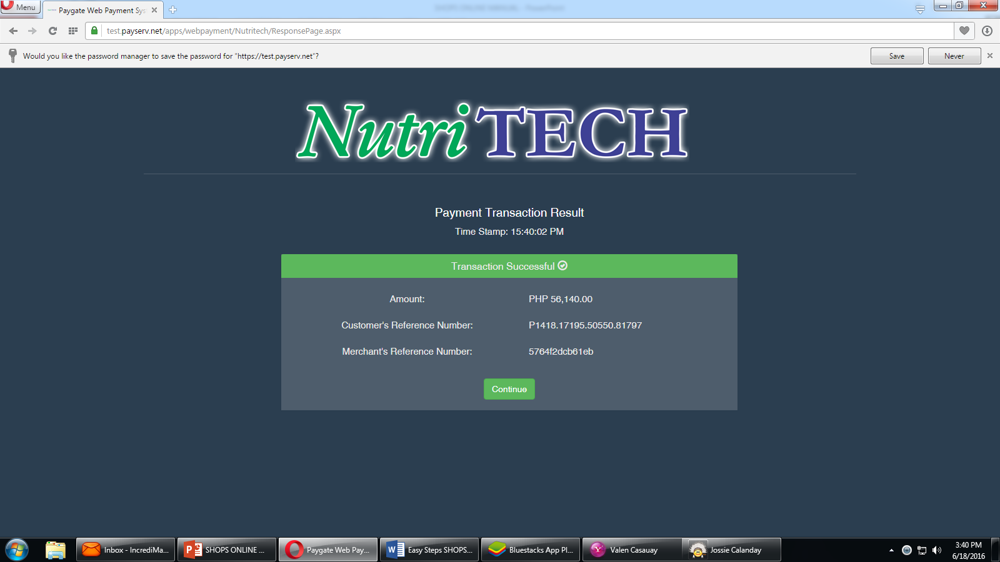 Menu
Paygate Web Payment Sys
test.payserv.net/apps/webpayment/Nutritech/ResponsePage.aspx
Would you like the password manager to save the password for "https://test.payserv.net"?
Save
Never
NutriTECH
Payment Transaction Result
Time Stamp: 15:40:02 PM
Transaction Successful
Amount: PHP 56,140.00
Customer's Reference Number: P1418.17195.50550.81797
Merchant's Reference Number: 5764f2dcb61eb
Continue
Inbox - IncrediMa...
SHOPS ONLINE ...
Paygate Web Pay...
Easy Steps SHOPS...
Bluestacks App Pl...
Valen Casauay
Jossie Calanday
3:40 PM
6/18/2016